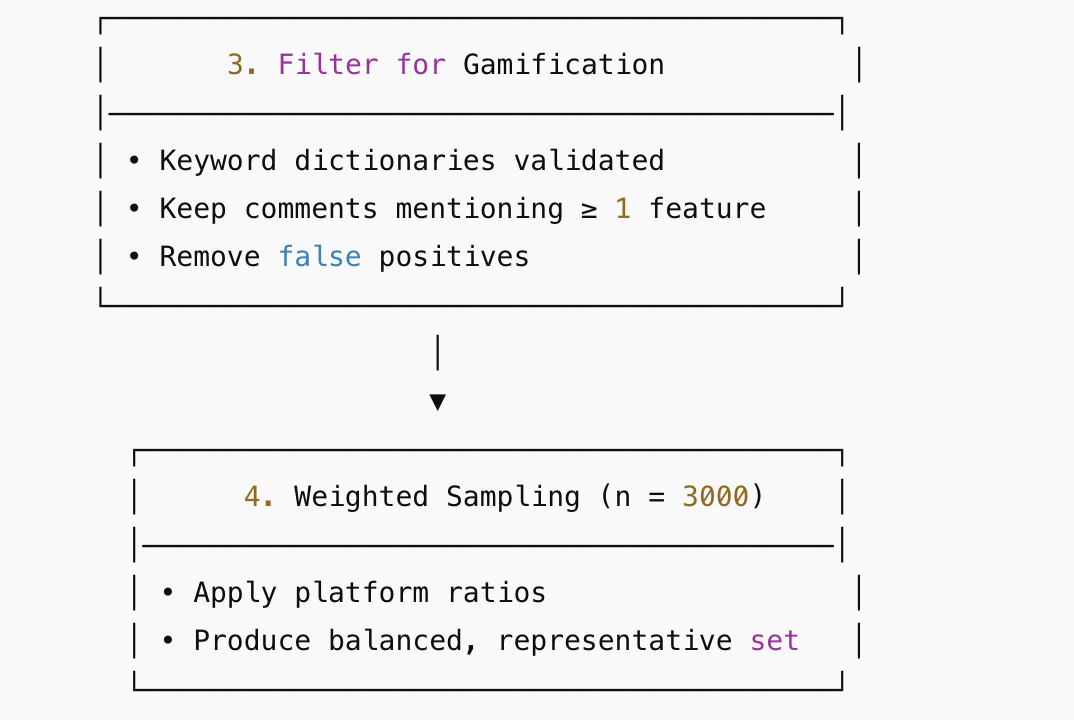 3. Filter for Gamification
• Keyword dictionaries validated
• Keep comments mentioning ≥ 1 feature
• Remove false positives
4. Weighted Sampling (n = 3000)
• Apply platform ratios
• Produce balanced, representative set